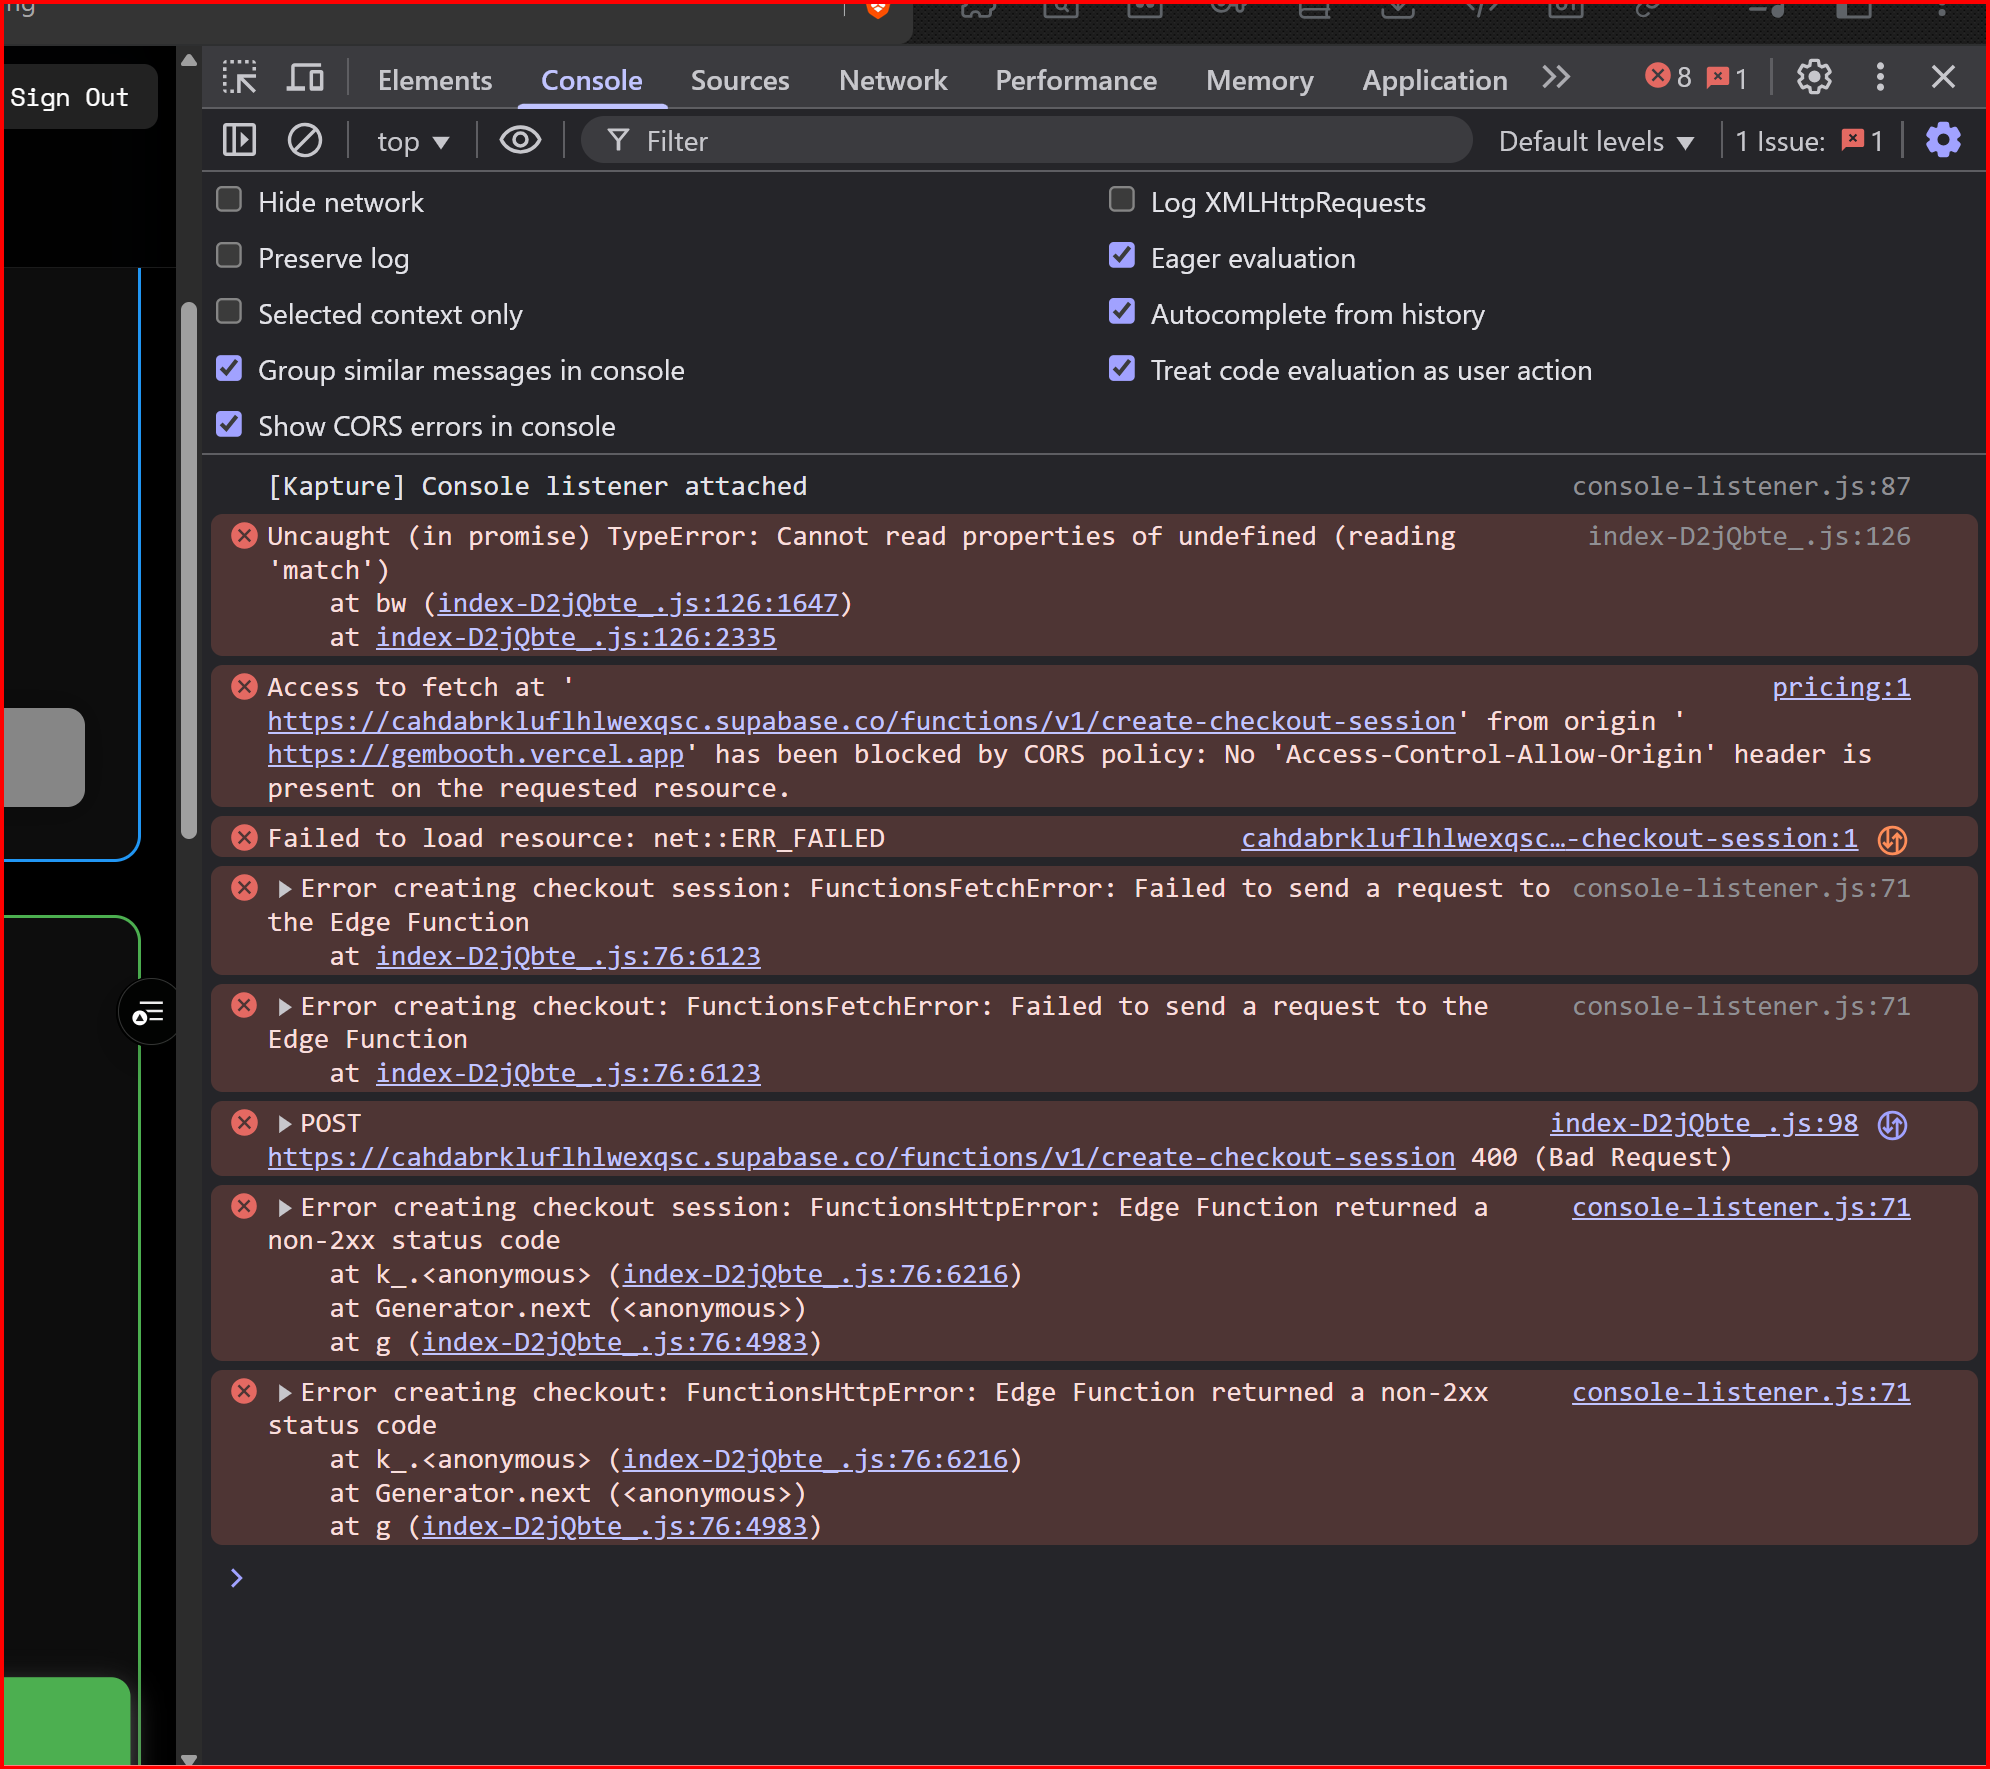 Sign Out
Elements Console Sources Network Performance Memory Application 8 1
top Filter Default levels 1 Issue: 1
Hide network Log XMLHttpRequests
Preserve log Eager evaluation
Selected context only Autocomplete from history
Group similar messages in console Treat code evaluation as user action
Show CORS errors in console
[Kapture] Console listener attached console-listener.js:87
Uncaught (in promise) TypeError: Cannot read properties of undefined (reading index-D2jQbte_.js:126
'match')
at bw (index-D2jQbte_.js:126:1647)
at index-D2jQbte_.js:126:2335
Access to fetch at ' pricing:1
https://cahdabrkluflhlwexqsc.supabase.co/functions/v1/create-checkout-session' from origin '
https://gembooth.vercel.app' has been blocked by CORS policy: No 'Access-Control-Allow-Origin' header is
present on the requested resource.
Failed to load resource: net::ERR_FAILED cahdabrkluflhlwexqsc…-checkout-session:1
Error creating checkout session: FunctionsFetchError: Failed to send a request to console-listener.js:71
the Edge Function
at index-D2jQbte_.js:76:6123
Error creating checkout: FunctionsFetchError: Failed to send a request to the console-listener.js:71
Edge Function
at index-D2jQbte_.js:76:6123
POST index-D2jQbte_.js:98
https://cahdabrkluflhlwexqsc.supabase.co/functions/v1/create-checkout-session 400 (Bad Request)
Error creating checkout session: FunctionsHttpError: Edge Function returned a console-listener.js:71
non-2xx status code
at k_.<anonymous> (index-D2jQbte_.js:76:6216)
at Generator.next (<anonymous>)
at g (index-D2jQbte_.js:76:4983)
Error creating checkout: FunctionsHttpError: Edge Function returned a non-2xx console-listener.js:71
status code
at k_.<anonymous> (index-D2jQbte_.js:76:6216)
at Generator.next (<anonymous>)
at g (index-D2jQbte_.js:76:4983)